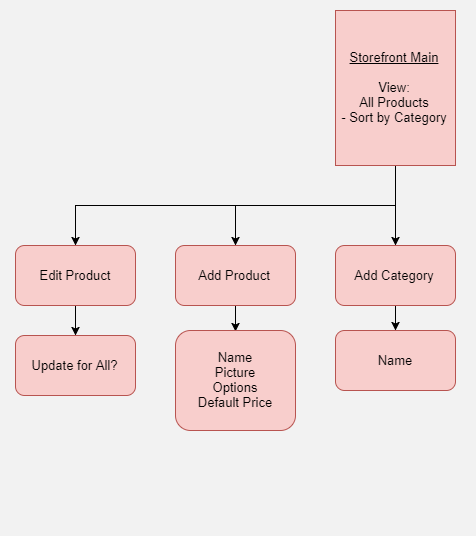 Storefront Main
View:
All Products
- Sort by Category
Edit Product
Add Product
Add Category
Update for All?
Name
Picture
Options
Default Price
Name